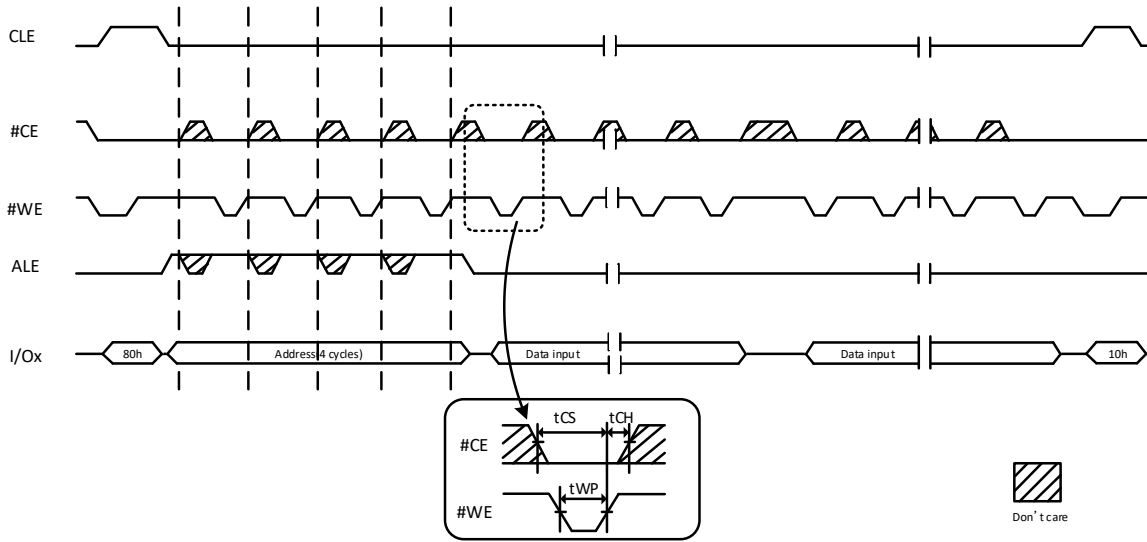 CLE
#CE
#WE
ALE
I/Ox
80h
Address(4 cycles)
Data input
Data input
10h
tCS
tCH
#CE
tWP
#WE
Don't care